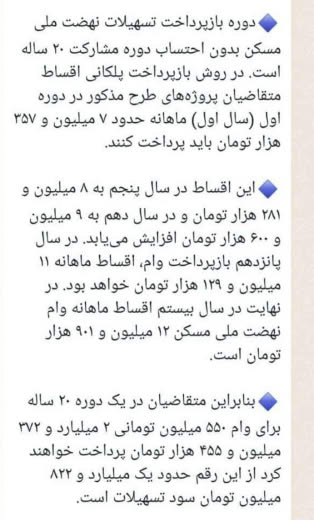 🔷دوره بازپرداخت تسهیلات نهضت ملی
مسکن بدون احتساب دوره مشارکت ۲۰ ساله
است. در روش بازپرداخت پلکانی اقساط
متقاضیان پروژه‌های طرح مذکور در دوره
اول (سال اول) ماهانه حدود ۷ میلیون و ۳۵۷
هزار تومان باید پرداخت کنند.
🔷این اقساط در سال پنجم به ۸ میلیون و
۲۸۱ هزار تومان و در سال دهم به ۹ میلیون
و ۶۰۰ هزار تومان افزایش می‌یابد. در سال
پانزدهم بازپرداخت وام، اقساط ماهانه ۱۱
میلیون و ۱۲۹ هزار تومان خواهد بود. در
نهایت در سال بیستم اقساط ماهانه وام
نهضت ملی مسکن ۱۲ میلیون و ۹۰۱ هزار
تومان است.
🔷بنابراین متقاضیان در یک دوره ۲۰ ساله
برای وام ۵۵۰ میلیون تومانی ۲ میلیارد و ۳۷۲
میلیون و ۴۵۵ هزار تومان پرداخت خواهند
کرد از این رقم حدود یک میلیارد و ۸۲۲
میلیون تومان سود تسهیلات است.